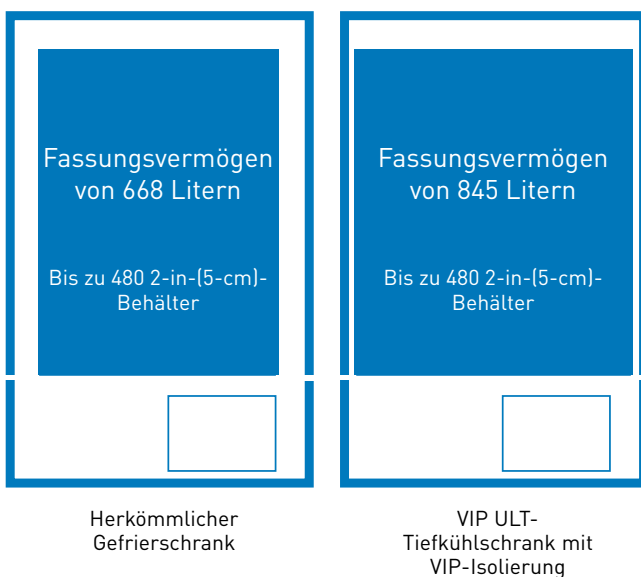 Fassungsvermögen
von 668 Litern
Bis zu 480 2-in-(5-cm)-
Behälter
Herkömmlicher
Gefrierschrank
Fassungsvermögen
von 845 Litern
Bis zu 480 2-in-(5-cm)-
Behälter
VIP ULT-
Tiefkühlschrank mit
VIP-Isolierung